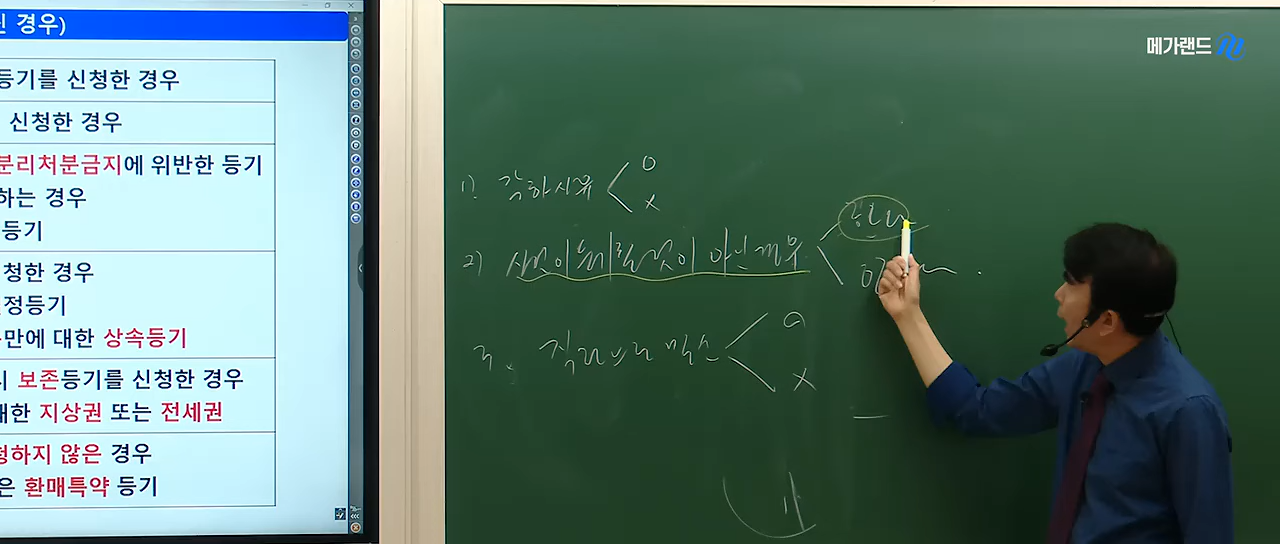 인 경우)
등기를 신청한 경우
신청한 경우
분리처분금지에 위반한 등기
하는 경우
등기
청한 경우
정등기
만에 대한 상속등기
시 보존등기를 신청한 경우
대한 지상권 또는 전세권
청하지 않은 경우
은 환매특약 등기
메가랜드
1) 각하사유 < O
X
2) 사건이 등기할 것이 아닌 경우 <
3. 직권으로 말소 < O
X